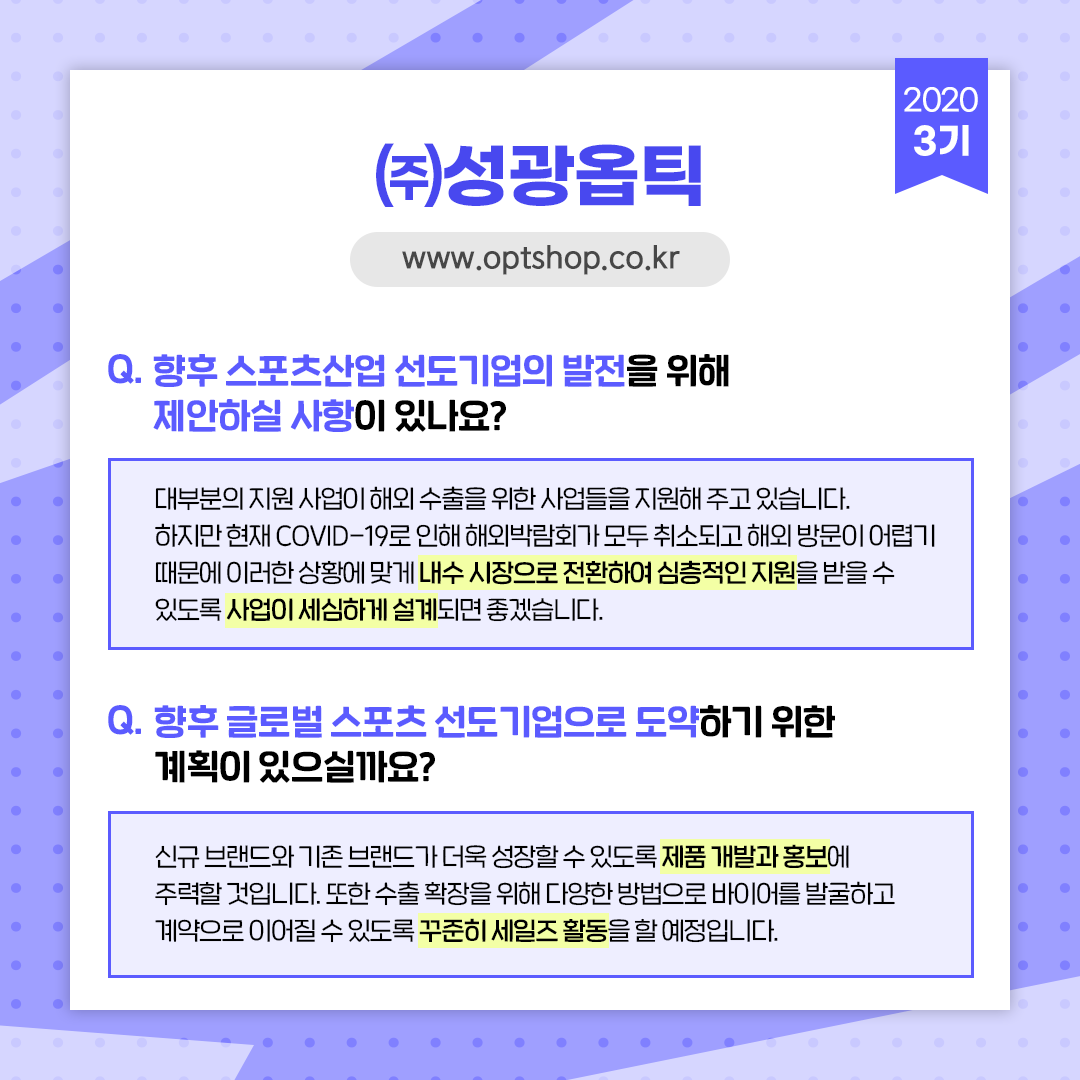 2020
3기
㈜성광옵틱
www.optshop.co.kr
Q. 향후 스포츠산업 선도기업의 발전을 위해
제안하실 사항이 있나요?
대부분의 지원 사업이 해외 수출을 위한 사업들을 지원해 주고 있습니다.
하지만 현재 COVID-19로 인해 해외박람회가 모두 취소되고 해외 방문이 어렵기
때문에 이러한 상황에 맞게 내수 시장으로 전환하여 심층적인 지원을 받을 수
있도록 사업이 세심하게 설계되면 좋겠습니다.
Q. 향후 글로벌 스포츠 선도기업으로 도약하기 위한
계획이 있으실까요?
신규 브랜드와 기존 브랜드가 더욱 성장할 수 있도록 제품 개발과 홍보에
주력할 것입니다. 또한 수출 확장을 위해 다양한 방법으로 바이어를 발굴하고
계약으로 이어질 수 있도록 꾸준히 세일즈 활동을 할 예정입니다.